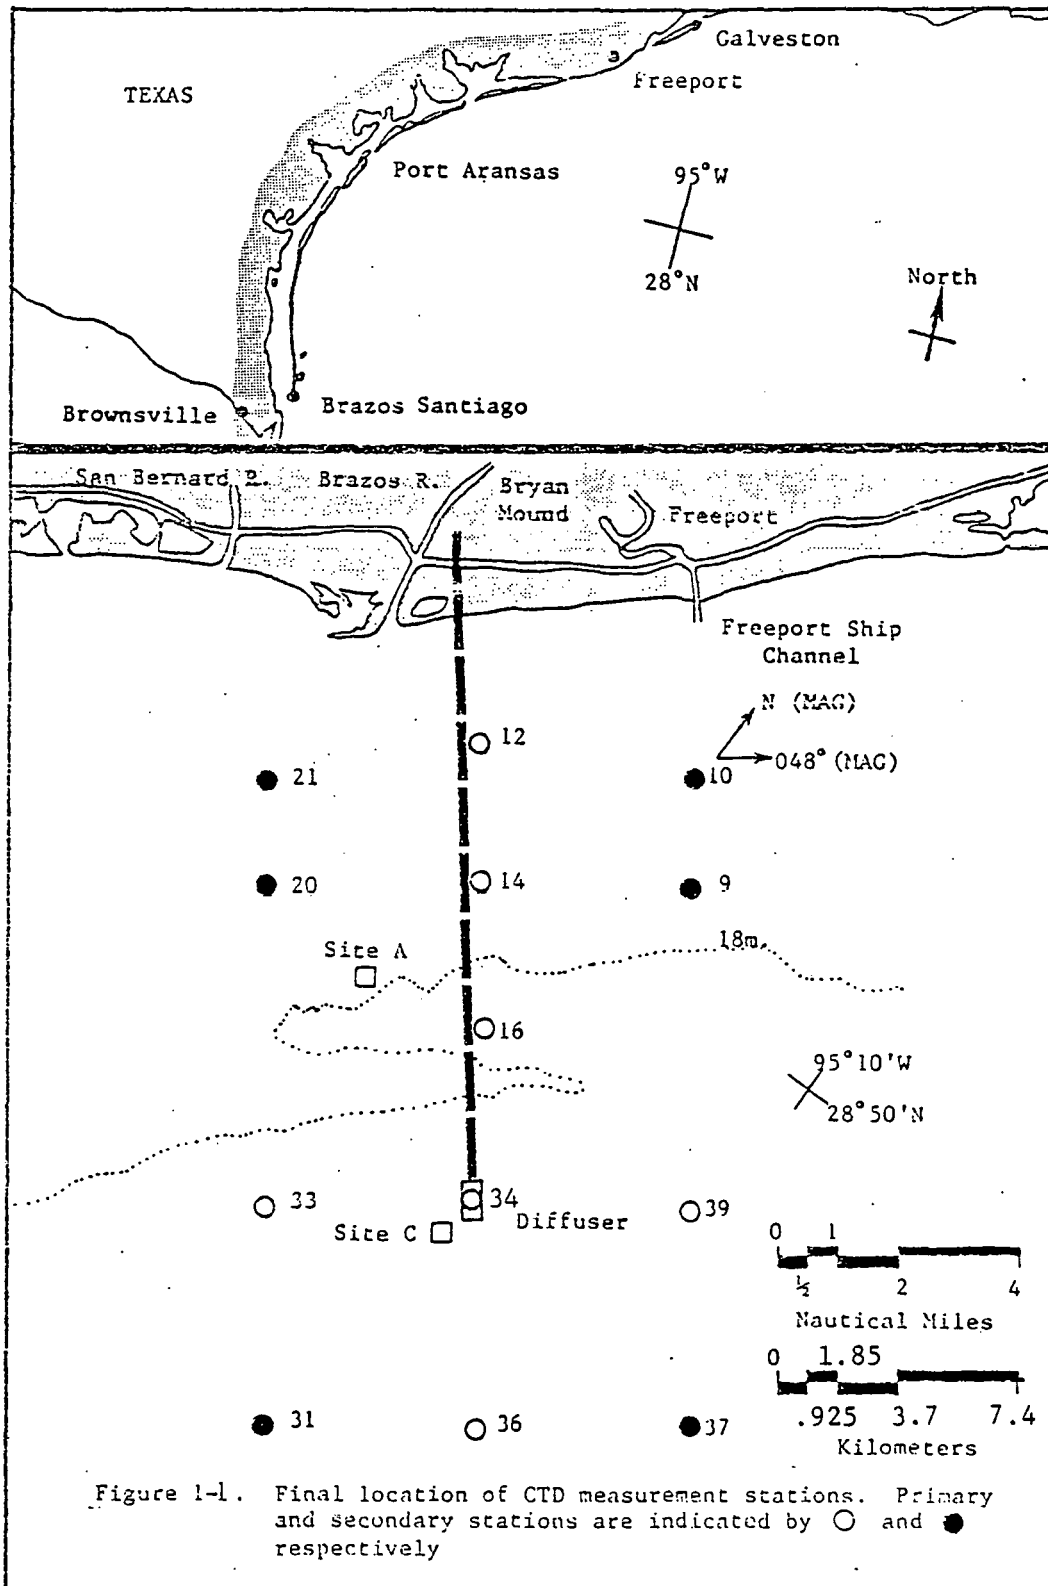 Galveston
Freeport
TEXAS
Port Aransas
95°W
28°N
North
Brownsville
Brazos Santiago
San Bernard R.
Brazos R.
Bryan
Mound
Freeport
Freeport Ship
Channel
N (MAG)
048° (MAG)
12
21
10
20
14
9
18m.
Site A
16
95°10'W
28°50'N
33
34
39
Site C
Diffuser
0 1
½ 2 4
Nautical Miles
0 1.85
.925 3.7 7.4
Kilometers
31
36
37
Figure 1-1. Final location of CTD measurement stations. Primary
and secondary stations are indicated by ○ and ●
respectively